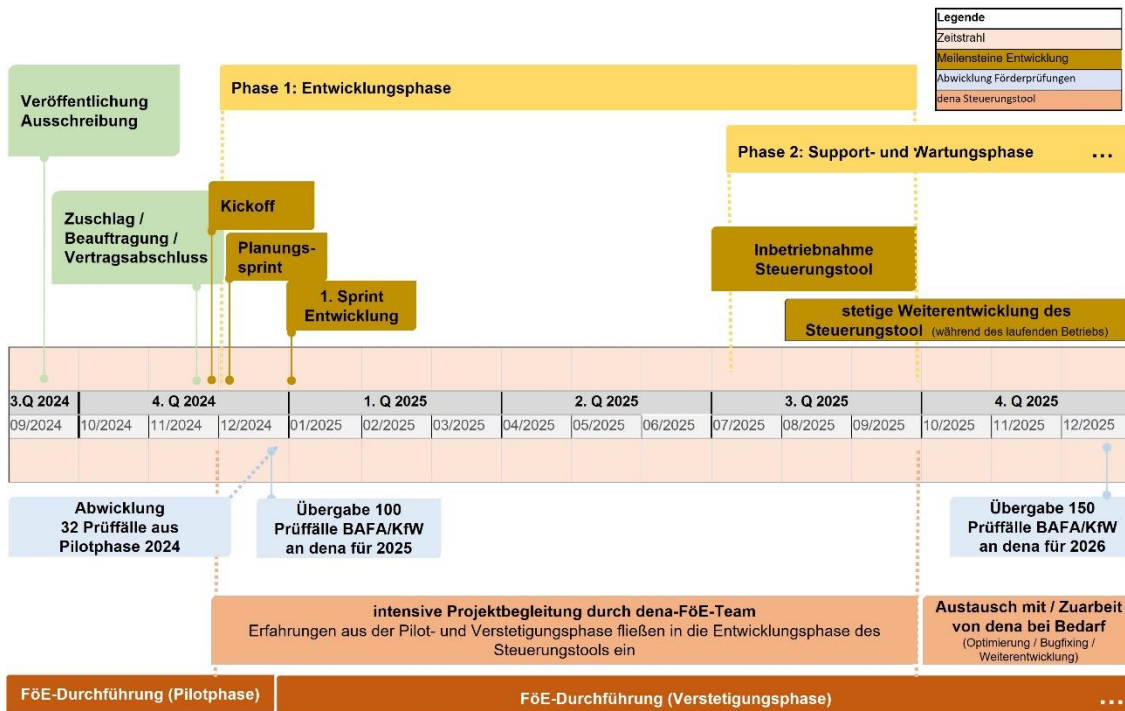 Legende
Zeitstrahl
Meilensteine Entwicklung
Abwicklung Förderprüfungen
dena Steuerungstool
Veröffentlichung
Ausschreibung
Phase 1: Entwicklungsphase
Phase 2: Support- und Wartungsphase ...
Zuschlag /
Beauftragung /
Vertragsabschluss
Kickoff
Planungs-
sprint
1. Sprint
Entwicklung
Inbetriebnahme
Steuerungstool
stetige Weiterentwicklung des
Steuerungstool (während des laufenden Betriebs)
3.Q 2024 4. Q 2024 1. Q 2025 2. Q 2025 3. Q 2025 4. Q 2025
09/2024 10/2024 11/2024 12/2024 01/2025 02/2025 03/2025 04/2025 05/2025 06/2025 07/2025 08/2025 09/2025 10/2025 11/2025 12/2025
Abwicklung
32 Prüffälle aus
Pilotphase 2024
Übergabe 100
Prüffälle BAFA/KfW
an dena für 2025
Übergabe 150
Prüffälle BAFA/KfW
an dena für 2026
intensive Projektbegleitung durch dena-FöE-Team
Erfahrungen aus der Pilot- und Verstetigungsphase fließen in die Entwicklungsphase des
Steuerungstools ein
Austausch mit / Zuarbeit
von dena bei Bedarf
(Optimierung / Bugfixing /
Weiterentwicklung)
FöE-Durchführung (Pilotphase)
FöE-Durchführung (Verstetigungsphase) ...